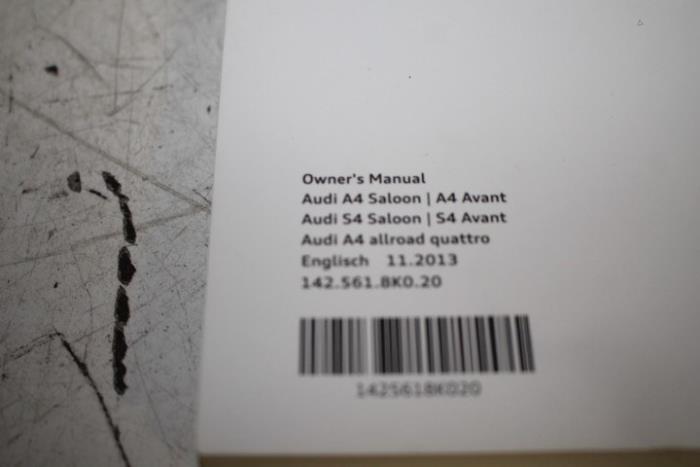 Owner's Manual
Audi A4 Saloon | A4 Avant
Audi S4 Saloon | S4 Avant
Audi A4 allroad quattro
Englisch 11.2013
142.561.8K0.20
1425618K020